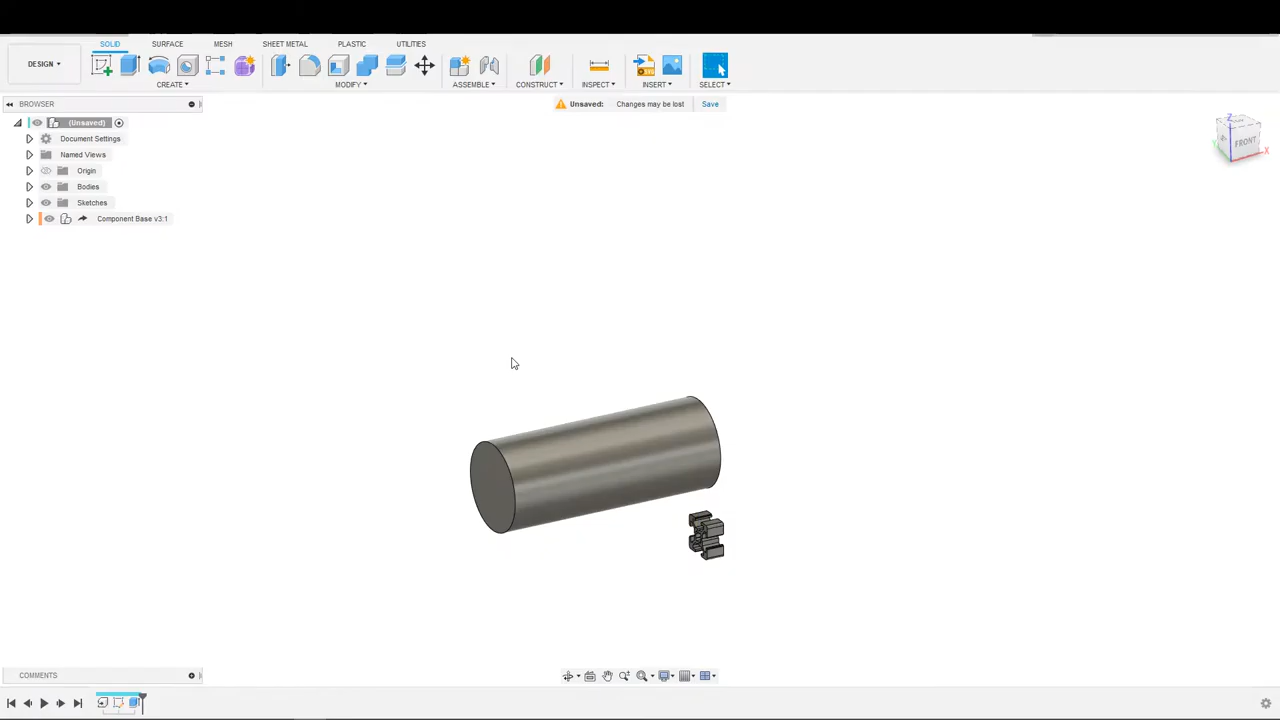 SOLID SURFACE MESH SHEET METAL PLASTIC UTILITIES
DESIGN
CREATE MODIFY ASSEMBLE CONSTRUCT INSPECT INSERT SELECT
BROWSER
Unsaved: Changes may be lost Save
(Unsaved)
Document Settings
Named Views
Origin
Bodies
Sketches
Component Base v3:1
Z
FRONT
X
Y
COMMENTS